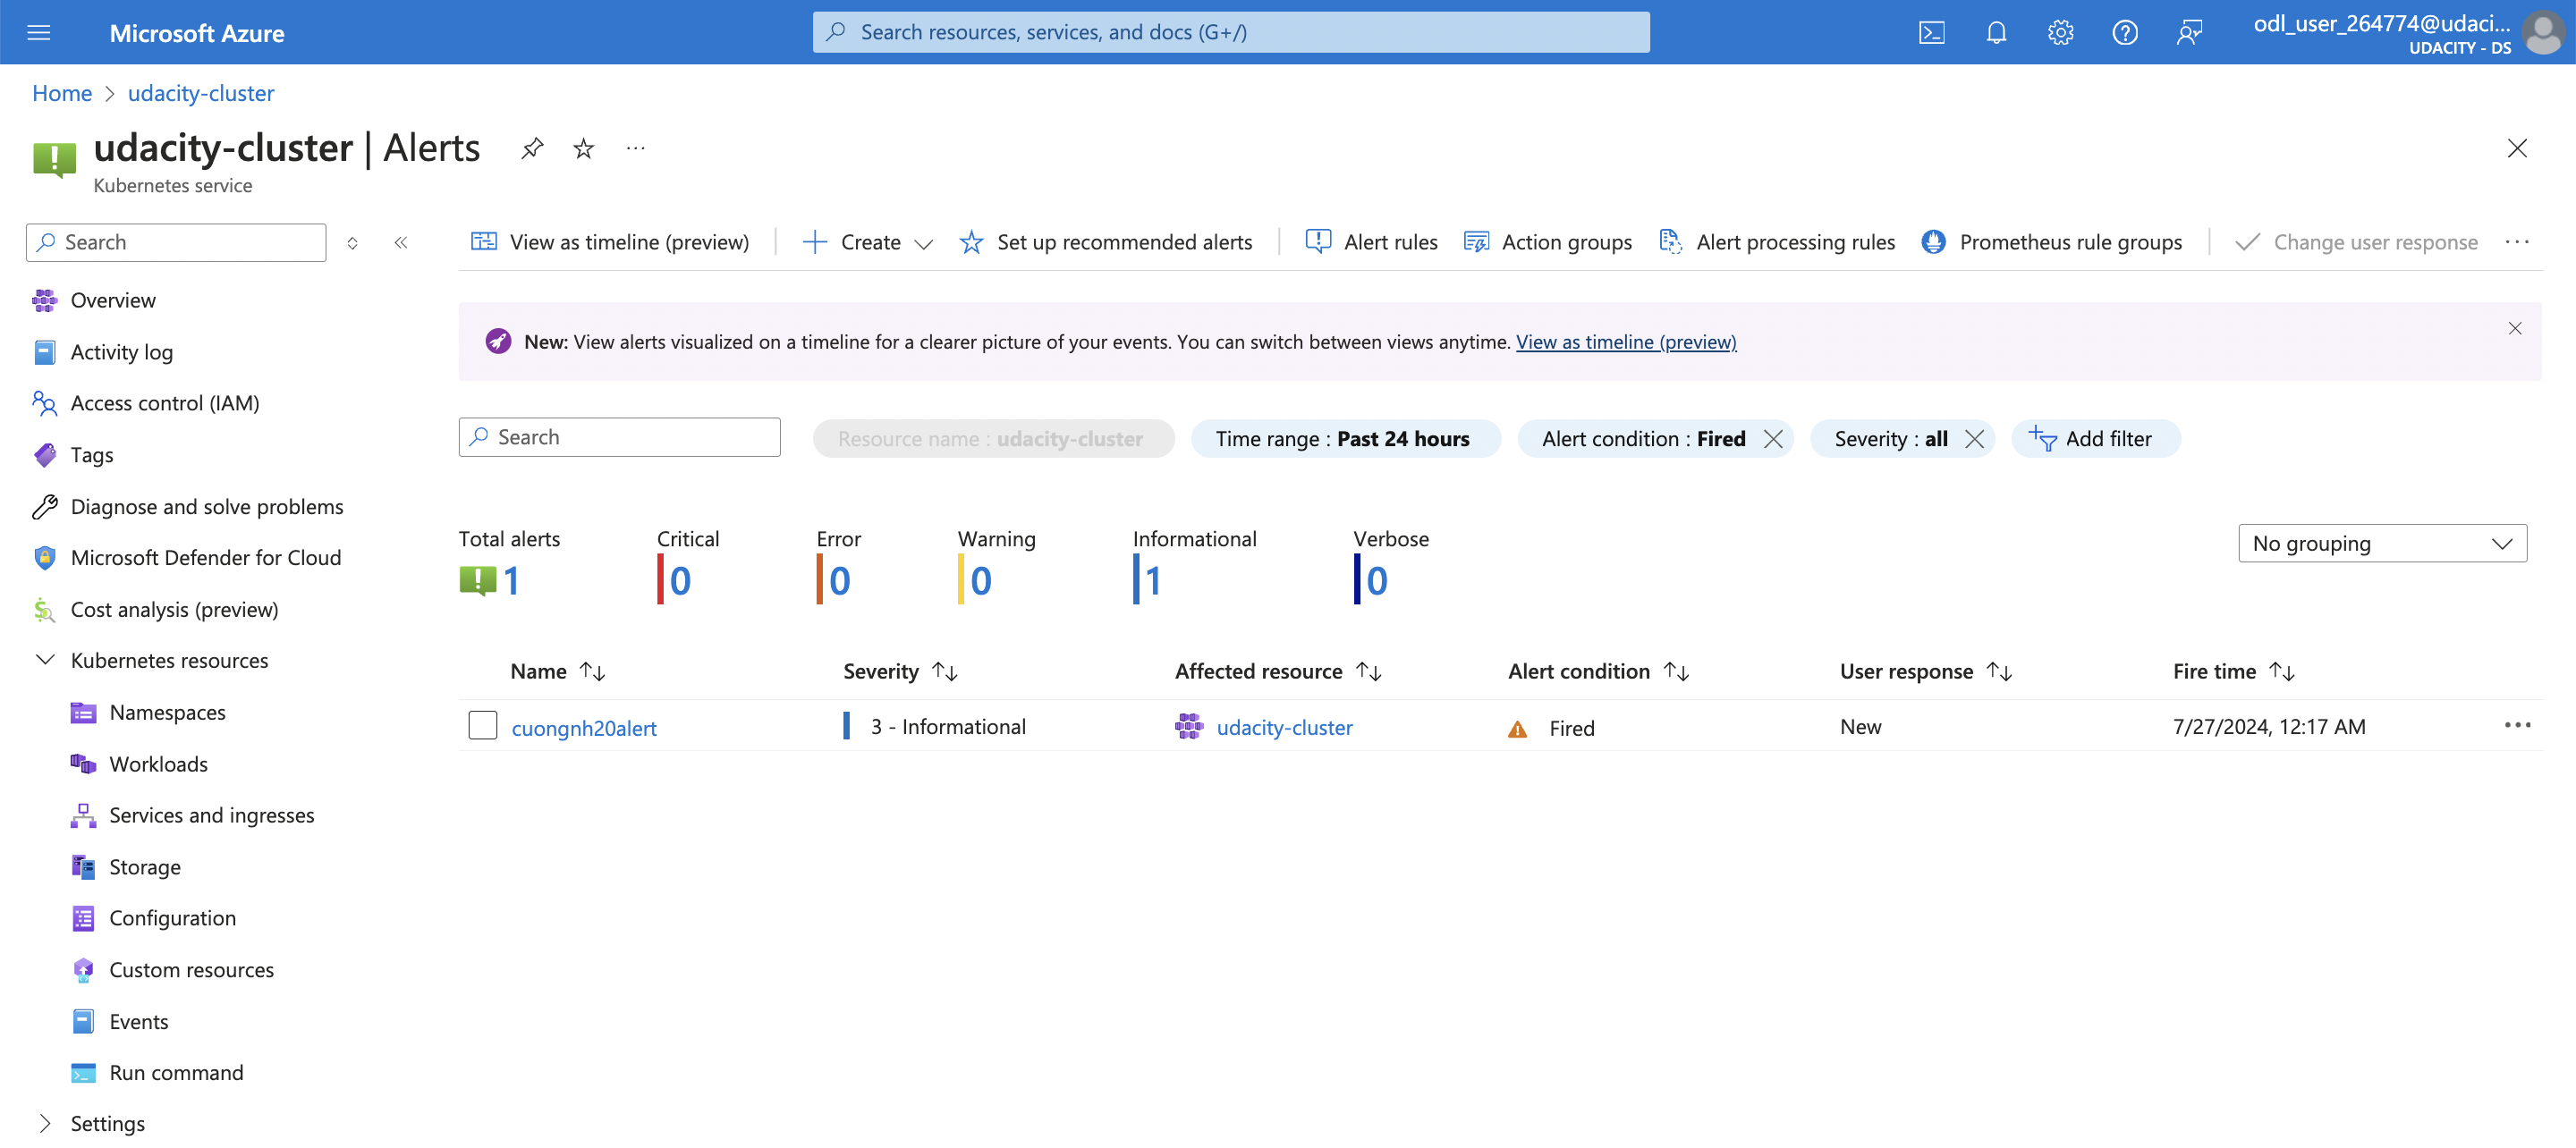 Microsoft Azure
Search resources, services, and docs (G+/)
odl_user_264774@udaci...
UDACITY - DS
Home > udacity-cluster
udacity-cluster | Alerts
Kubernetes service
Search
View as timeline (preview)
Create
Set up recommended alerts
Alert rules
Action groups
Alert processing rules
Prometheus rule groups
Change user response
Overview
Activity log
Access control (IAM)
Tags
Diagnose and solve problems
Microsoft Defender for Cloud
Cost analysis (preview)
Kubernetes resources
Namespaces
Workloads
Services and ingresses
Storage
Configuration
Custom resources
Events
Run command
Settings
New: View alerts visualized on a timeline for a clearer picture of your events. You can switch between views anytime. View as timeline (preview)
Search
Resource name : udacity-cluster
Time range : Past 24 hours
Alert condition : Fired
Severity : all
Add filter
Total alerts
1
Critical
0
Error
0
Warning
0
Informational
1
Verbose
0
No grouping
Name
Severity
Affected resource
Alert condition
User response
Fire time
cuongnh20alert
3 - Informational
udacity-cluster
Fired
New
7/27/2024, 12:17 AM